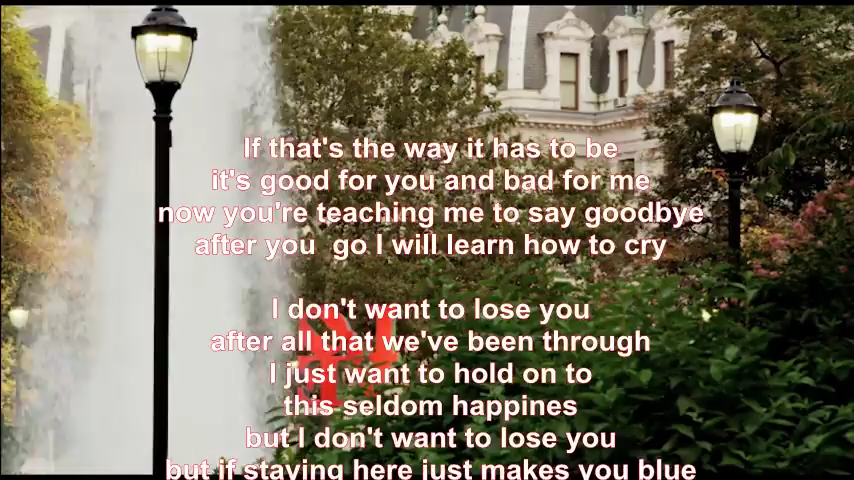 If that's the way it has to be
it's good for you and bad for me
now you're teaching me to say goodbye
after you  go I will learn how to cry
I don't want to lose you
after all that we've been through
I just want to hold on to
this seldom happines
but I don't want to lose you
but if staying here just makes you blue